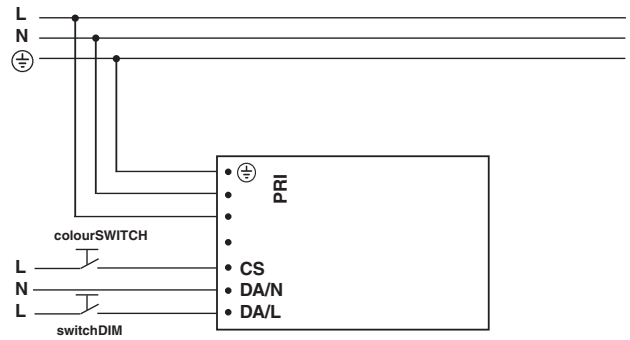 L
N
PRI
colourSWITCH
L
CS
N
DA/N
L
DA/L
switchDIM